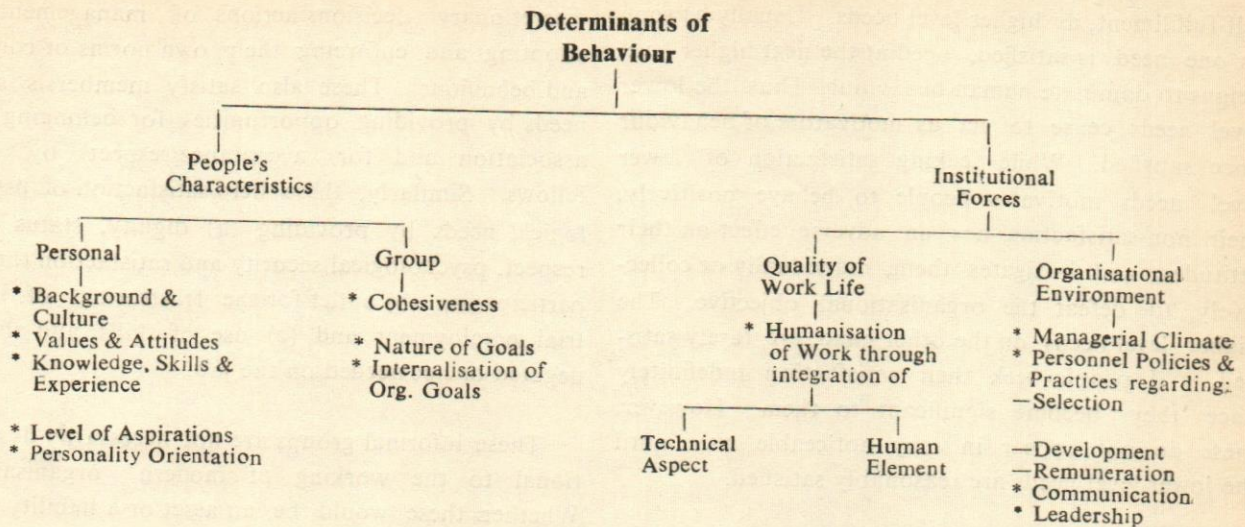 Determinants of
Behaviour
People's
Characteristics
Institutional
Forces
Personal
* Background &
Culture
* Values & Attitudes
* Knowledge, Skills &
Experience
* Level of Aspirations
* Personality Orientation
Group
* Cohesiveness
* Nature of Goals
* Internalisation of
Org. Goals
Quality of
Work Life
* Humanisation
of Work through
integration of
Technical
Aspect
Human
Element
Organisational
Environment
* Managerial Climate
* Personnel Policies &
Practices regarding:
—Selection
—Development
—Remuneration
* Communication
* Leadership